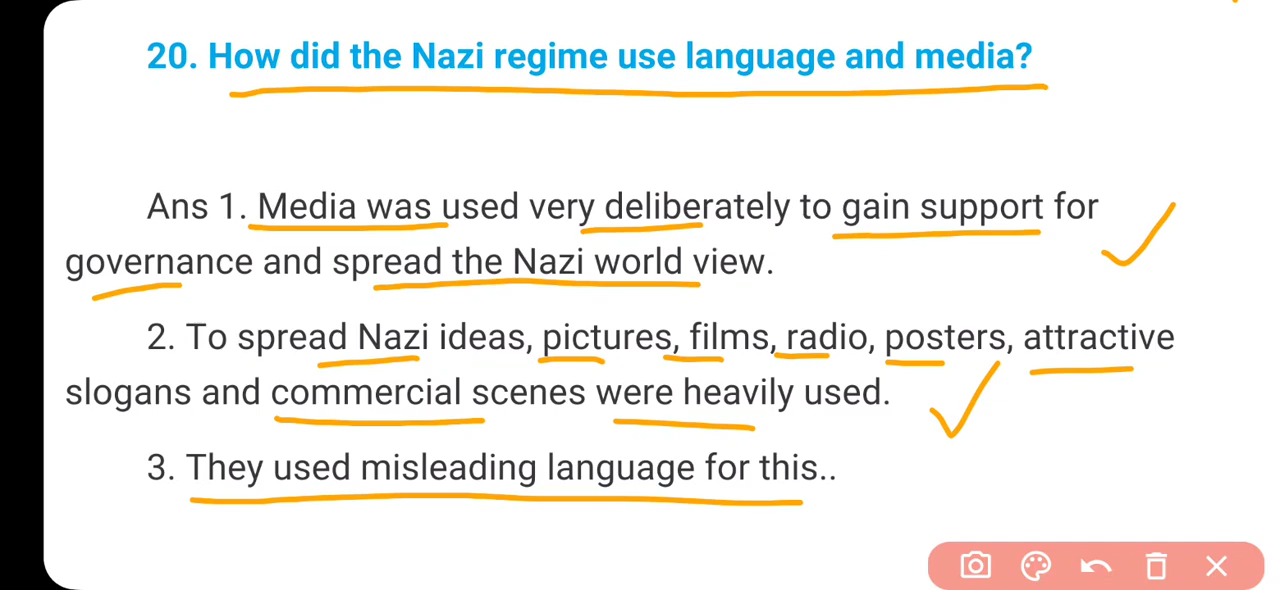 20. How did the Nazi regime use language and media?
Ans 1. Media was used very deliberately to gain support for
governance and spread the Nazi world view.
2. To spread Nazi ideas, pictures, films, radio, posters, attractive
slogans and commercial scenes were heavily used.
3. They used misleading language for this..